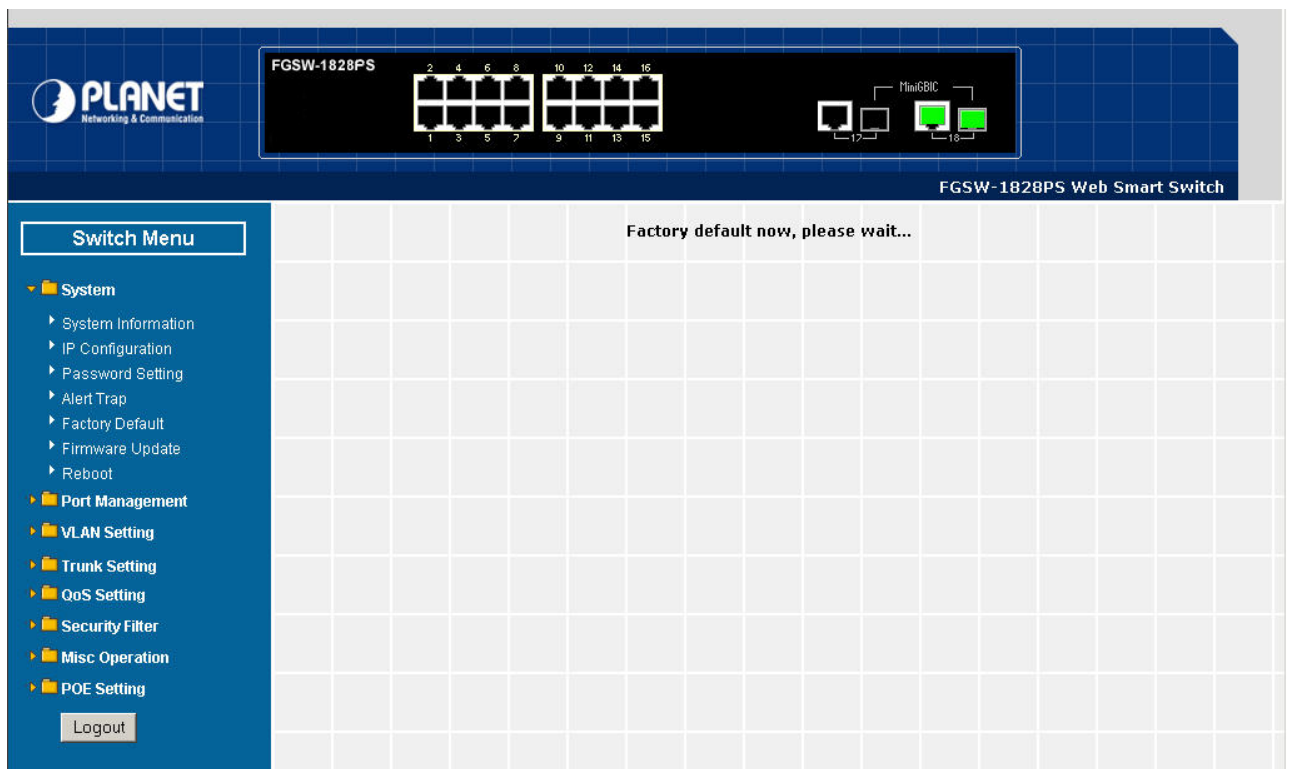 PLANET
Networking & Communication
FGSW-1828PS
2 4 6 8 10 12 14 16
1 3 5 7 9 11 13 15
MiniGBIC
17 18
FGSW-1828PS Web Smart Switch
Switch Menu
System
System Information
IP Configuration
Password Setting
Alert Trap
Factory Default
Firmware Update
Reboot
Port Management
VLAN Setting
Trunk Setting
QoS Setting
Security Filter
Misc Operation
POE Setting
Logout
Factory default now, please wait...